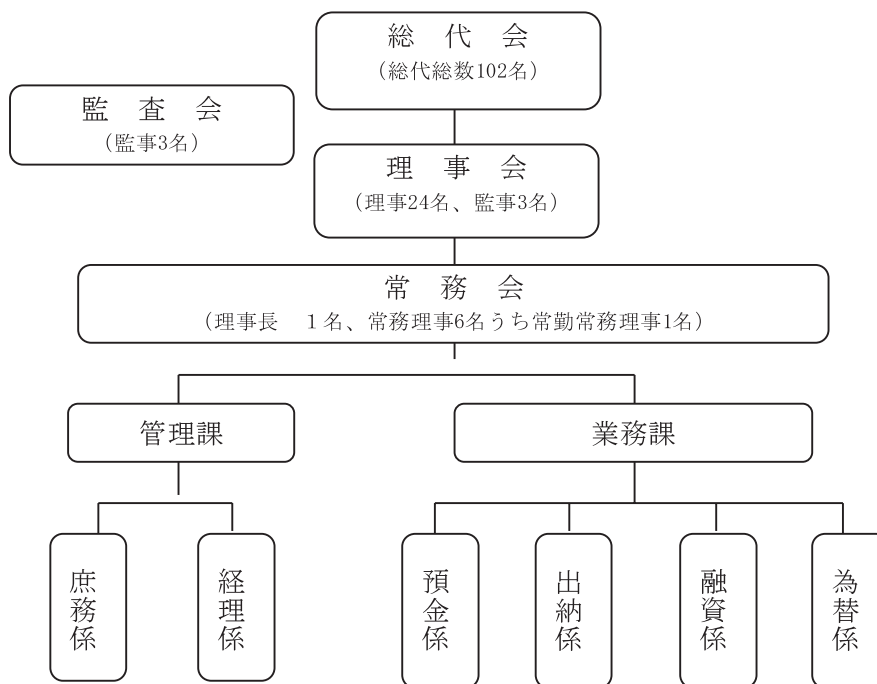 総　代　会
（総代総数102名）
監　査　会
（監事3名）
理　事　会
（理事24名、監事3名）
常　務　会
（理事長　１名、常務理事6名うち常勤常務理事1名）
管理課
業務課
庶務係
経理係
預金係
出納係
融資係
為替係